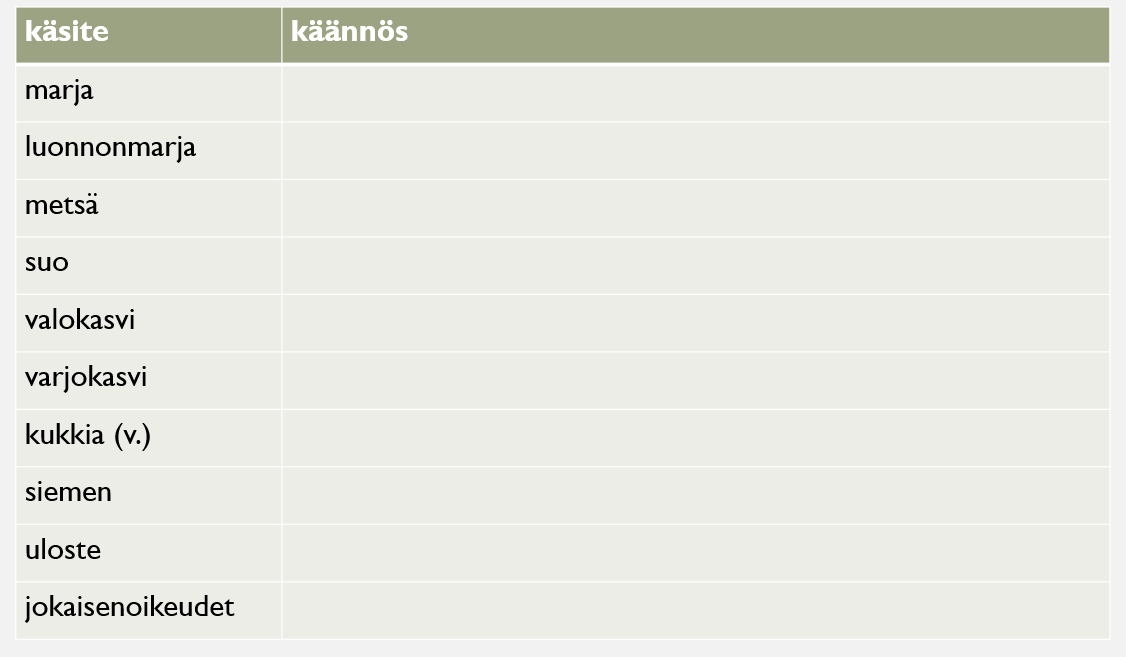 käsite käännös
marja
luonnonmarja
metsä
suo
valokasvi
varjokasvi
kukkia (v.)
siemen
uloste
jokaisenoikeudet